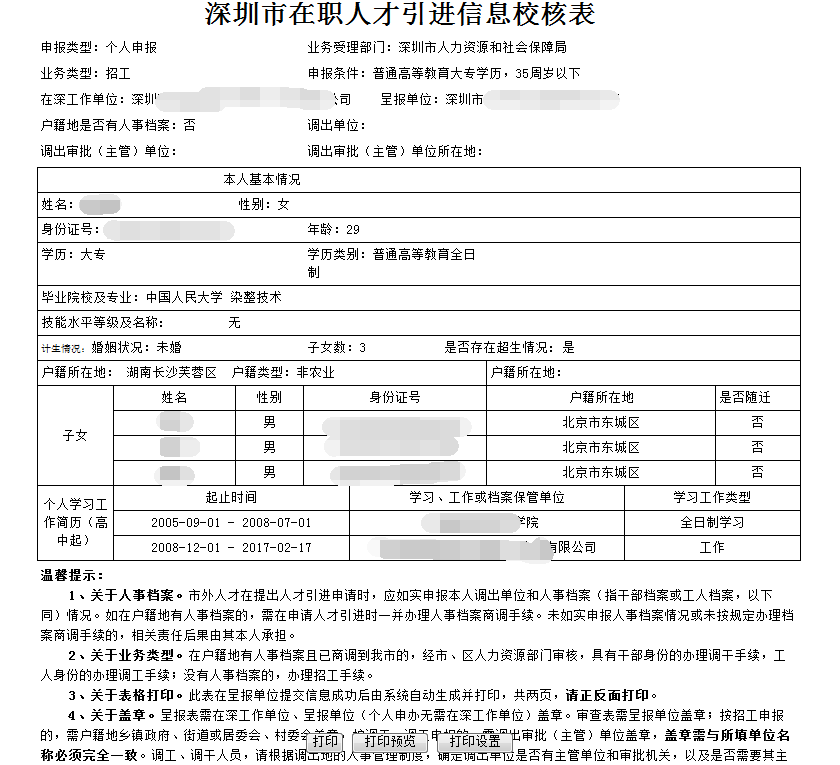 深圳市在职人才引进信息校核表
申报类型：个人申报 业务受理部门：深圳市人力资源和社会保障局
业务类型：招工 申报条件：普通高等教育大专学历，35周岁以下
在深工作单位：深圳 公司 呈报单位：深圳市
户籍地是否有人事档案：否 调出单位：
调出审批（主管）单位： 调出审批（主管）单位所在地：
本人基本情况
姓名： 性别：女
身份证号： 年龄：29
学历：大专 学历类别：普通高等教育全日
制
毕业院校及专业：中国人民大学 染整技术
技能水平等级及名称： 无
计生情况：婚姻状况：未婚 子女数：3 是否存在超生情况：是
户籍所在地： 湖南长沙芙蓉区 户籍类型：非农业 户籍所在地：
姓名 性别 身份证号 户籍所在地 是否随迁
男 北京市东城区 否
子女 男 北京市东城区 否
男 北京市东城区 否
个人学习工作简历（高中起） 起止时间 学习、工作或档案保管单位 学习工作类型
2005-09-01 - 2008-07-01 学院 全日制学习
2008-12-01 - 2017-02-17 有限公司 工作
温馨提示：
1、关于人事档案。市外人才在提出人才引进申请时，应如实申报本人调出单位和人事档案（指干部档案或工人档案，以下
同）情况。如在户籍地有人事档案的，需在申请人才引进时一并办理人事档案商调手续。未如实申报人事档案情况或未按规定办理档
案商调手续的，相关责任后果由其本人承担。
2、关于业务类型。在户籍地有人事档案且已商调到我市的，经市、区人力资源部门审核，具有干部身份的办理调干手续，工
人身份的办理调工手续；没有人事档案的，办理招工手续。
3、关于表格打印。此表在呈报单位提交信息成功后由系统自动生成并打印，共两页，请正反面打印。
4、关于盖章。呈报表需在深工作单位、呈报单位（个人申办无需在深工作单位）盖章。审查表需呈报单位盖章；按招工申报
的，需户籍地乡镇政府、街道或居委会、村委会盖章；按调工、调干申报的，需调出审批（主管）单位盖章，盖章需与所填单位名
称必须完全一致。调工、调干人员，请根据调出地的人事管理制度，确定调出单位是否有主管单位和审批机关，以及是否需要其主
打印 打印预览 打印设置